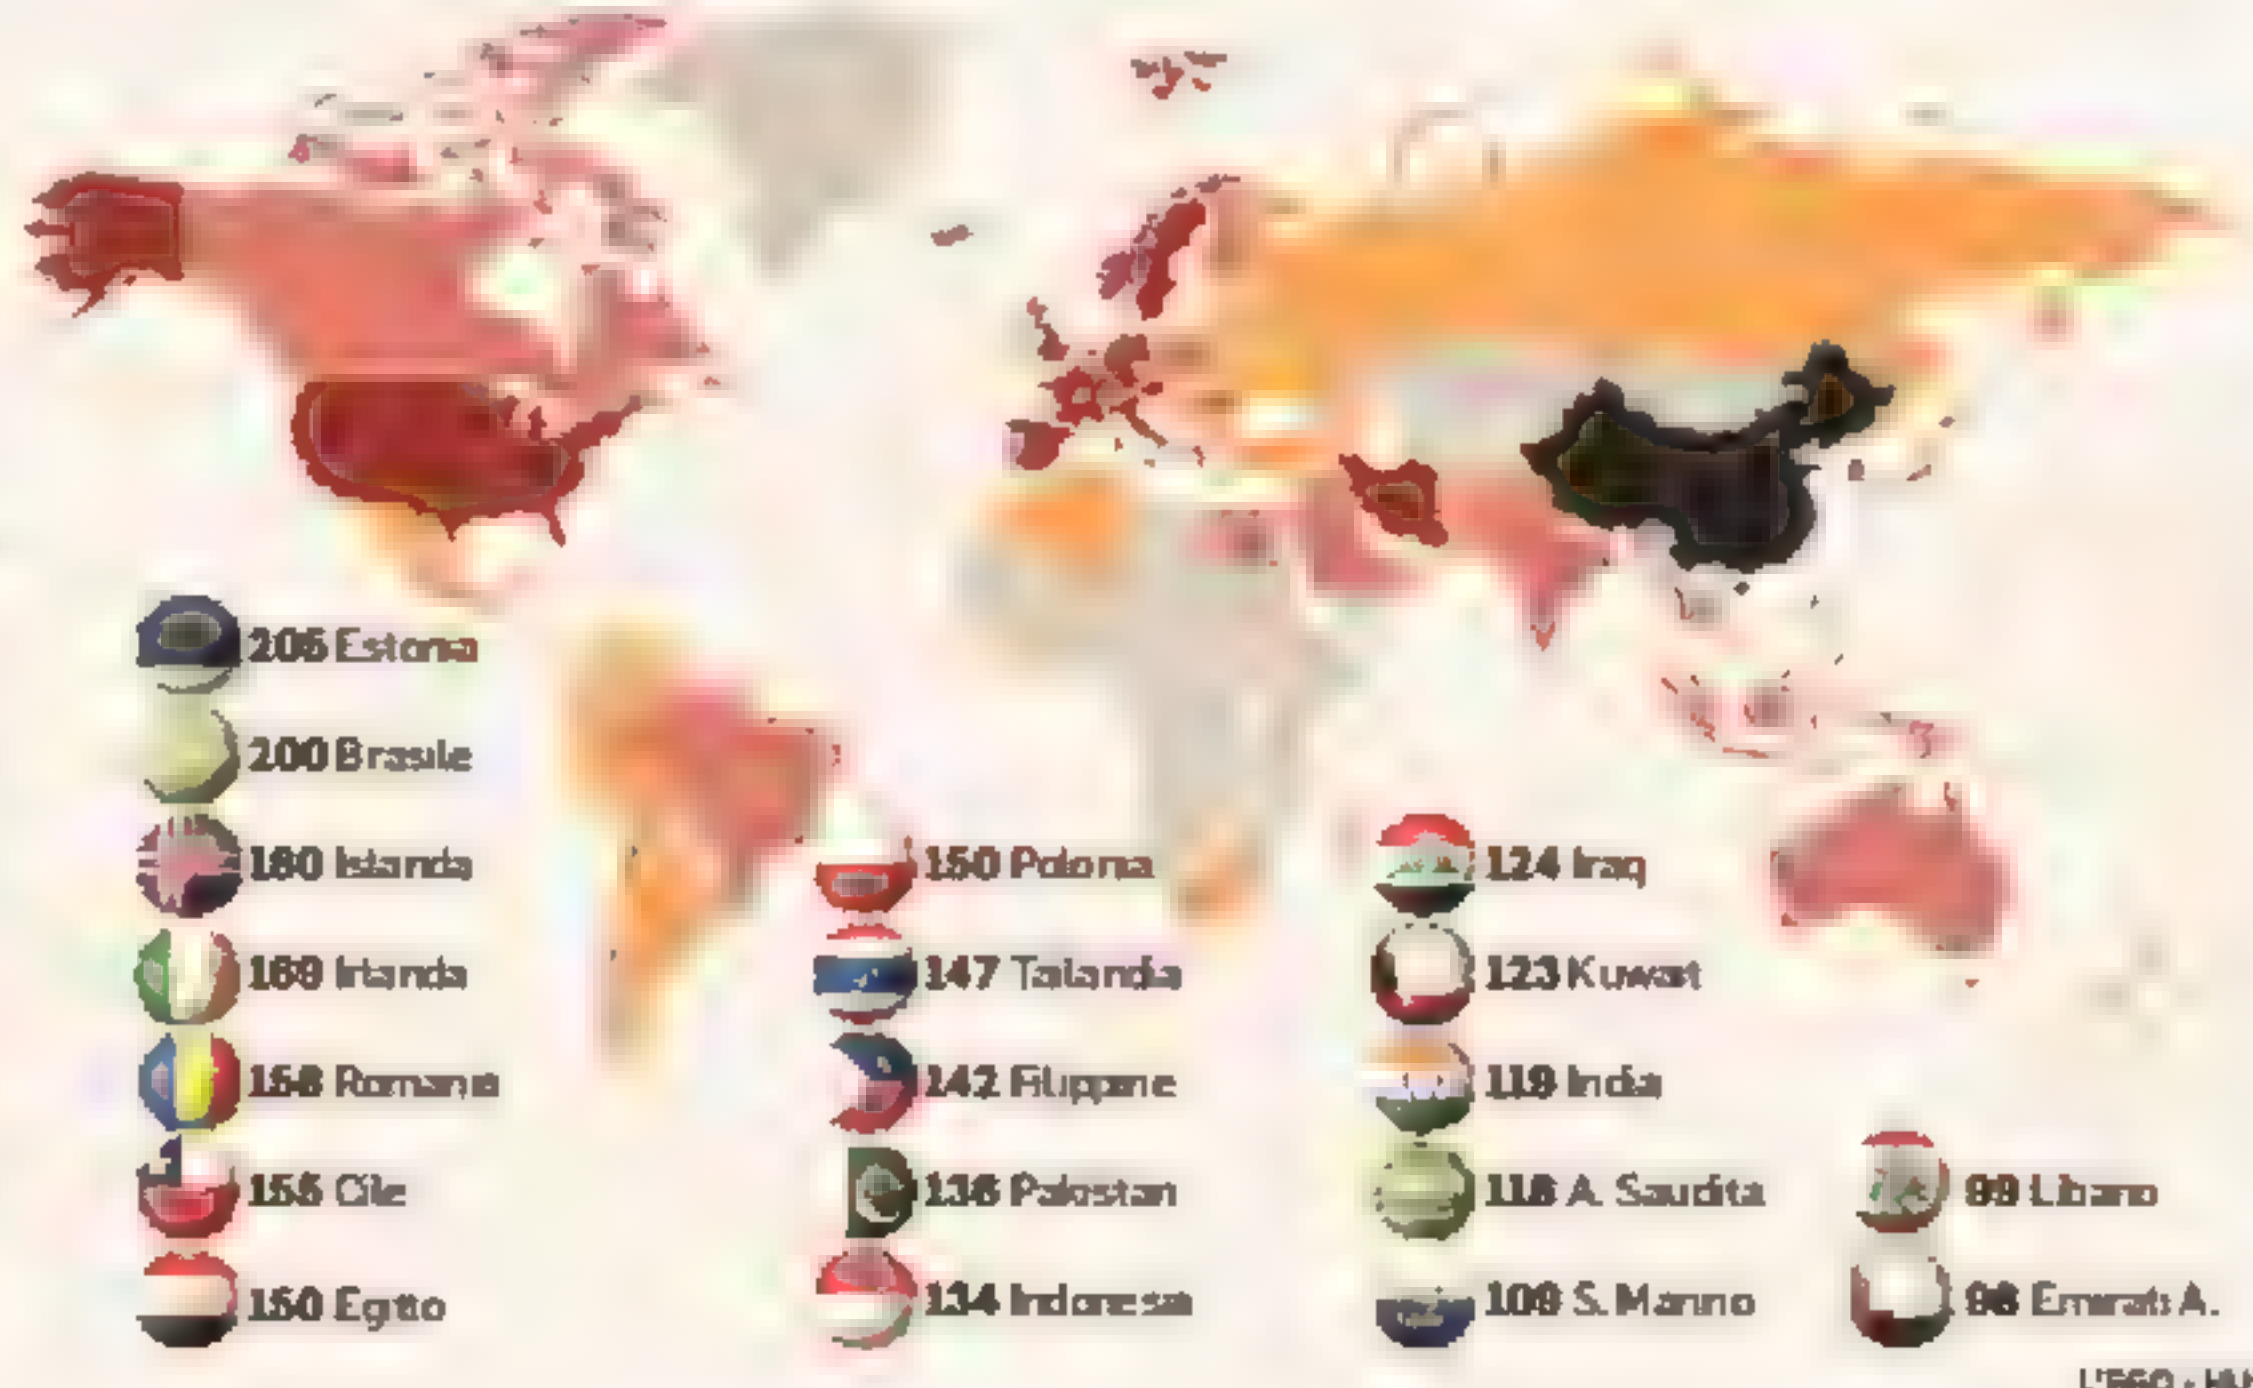 206 Estonia
200 Brasile
180 Islanda
169 Irlanda
158 Romania
155 Cile
150 Egitto
150 Polonia
147 Tailandia
142 Filippine
136 Pakistan
134 Indonesia
124 Iraq
123 Kuwait
119 India
118 A. Saudita
109 S. Marino
99 Libano
98 Emirati A.